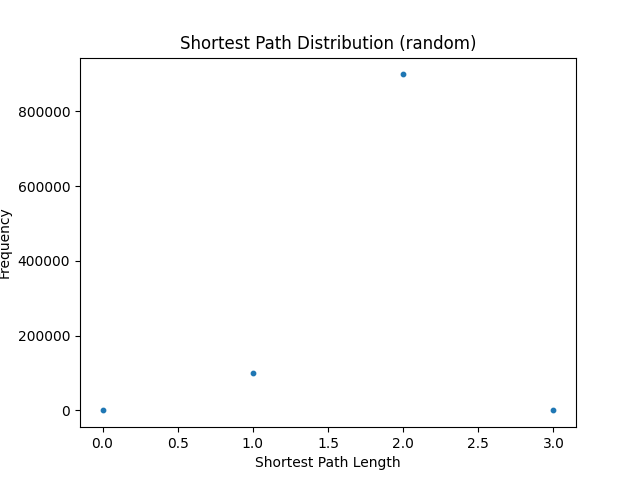 Shortest Path Distribution (random)
800000
600000
400000
200000
0
Frequency
0.0 0.5 1.0 1.5 2.0 2.5 3.0
Shortest Path Length